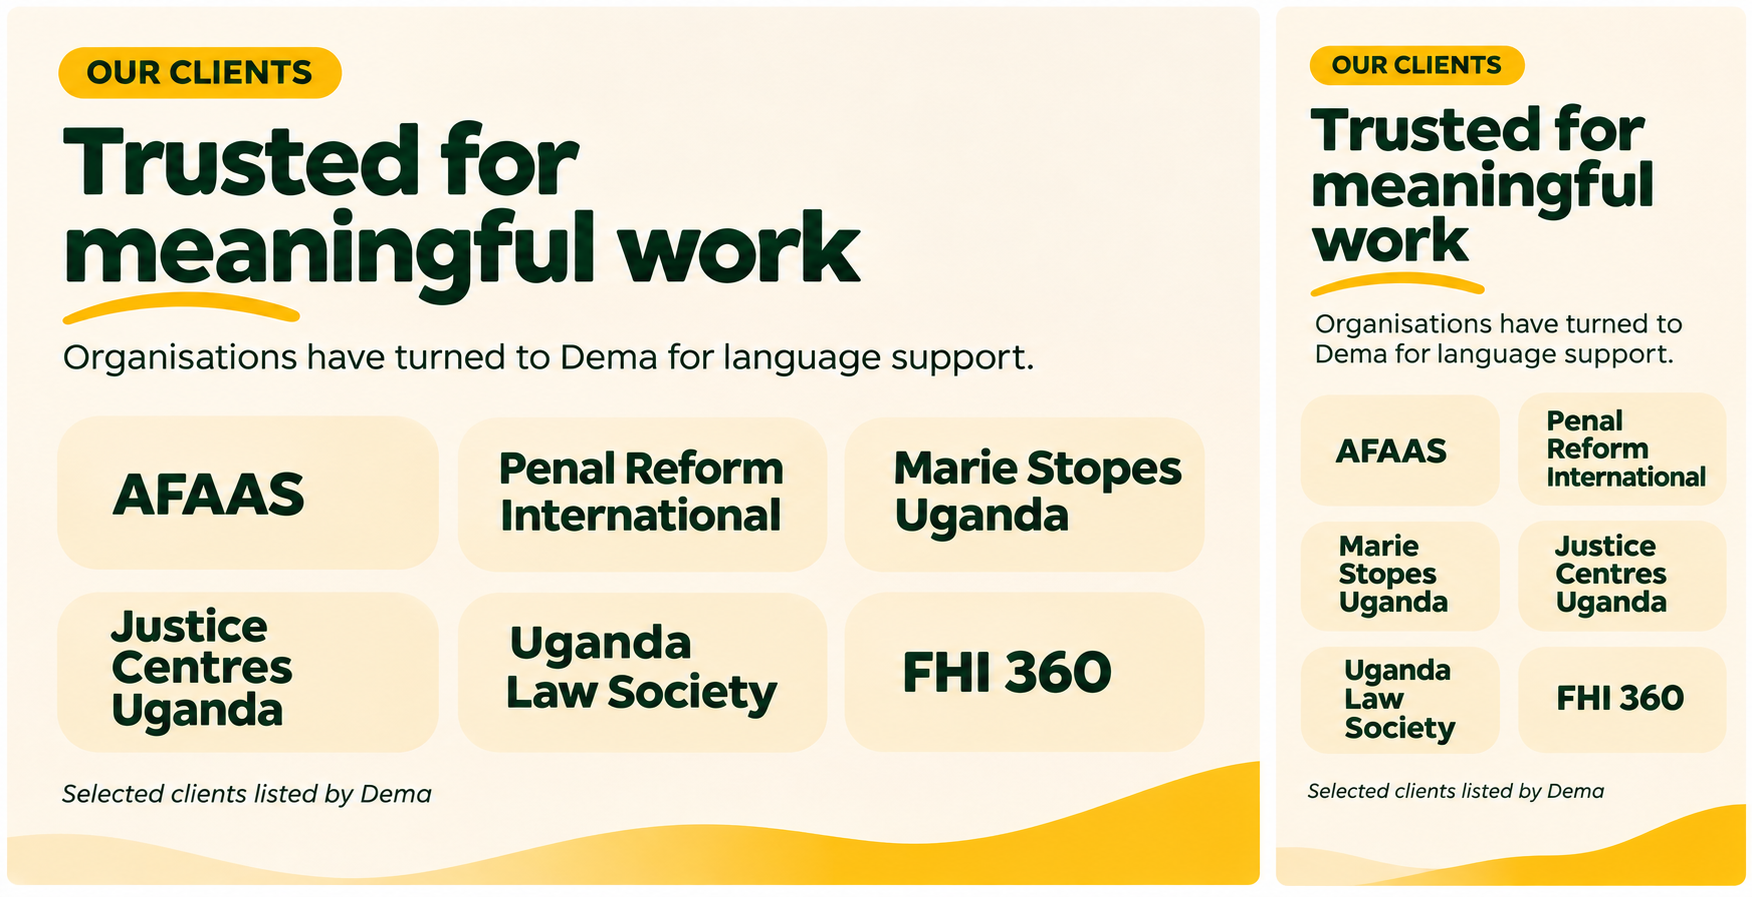 OUR CLIENTS
Trusted for
meaningful work
Organisations have turned to Dema for language support.
AFAAS
Penal Reform
International
Marie Stopes
Uganda
Justice
Centres
Uganda
Uganda
Law Society
FHI 360
Selected clients listed by Dema
OUR CLIENTS
Trusted for
meaningful
work
Organisations have turned to
Dema for language support.
AFAAS
Penal
Reform
International
Marie
Stopes
Uganda
Justice
Centres
Uganda
Uganda
Law
Society
FHI 360
Selected clients listed by Dema